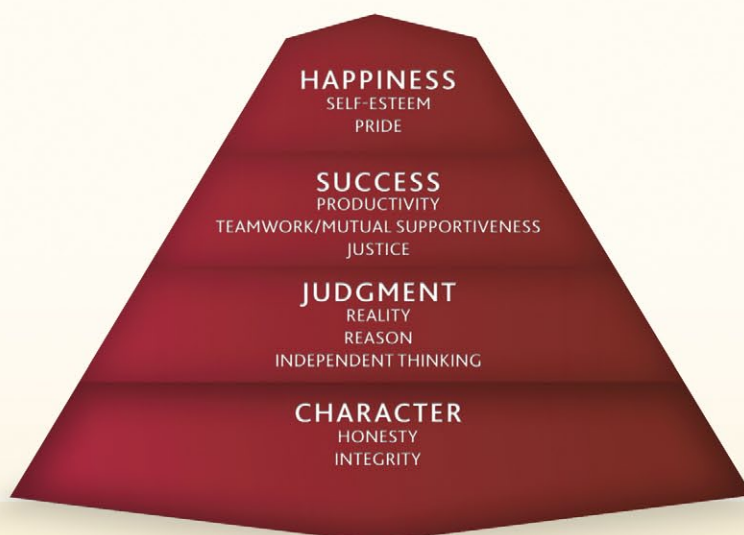 HAPPINESS
SELF-ESTEEM
PRIDE
SUCCESS
PRODUCTIVITY
TEAMWORK/MUTUAL SUPPORTIVENESS
JUSTICE
JUDGMENT
REALITY
REASON
INDEPENDENT THINKING
CHARACTER
HONESTY
INTEGRITY